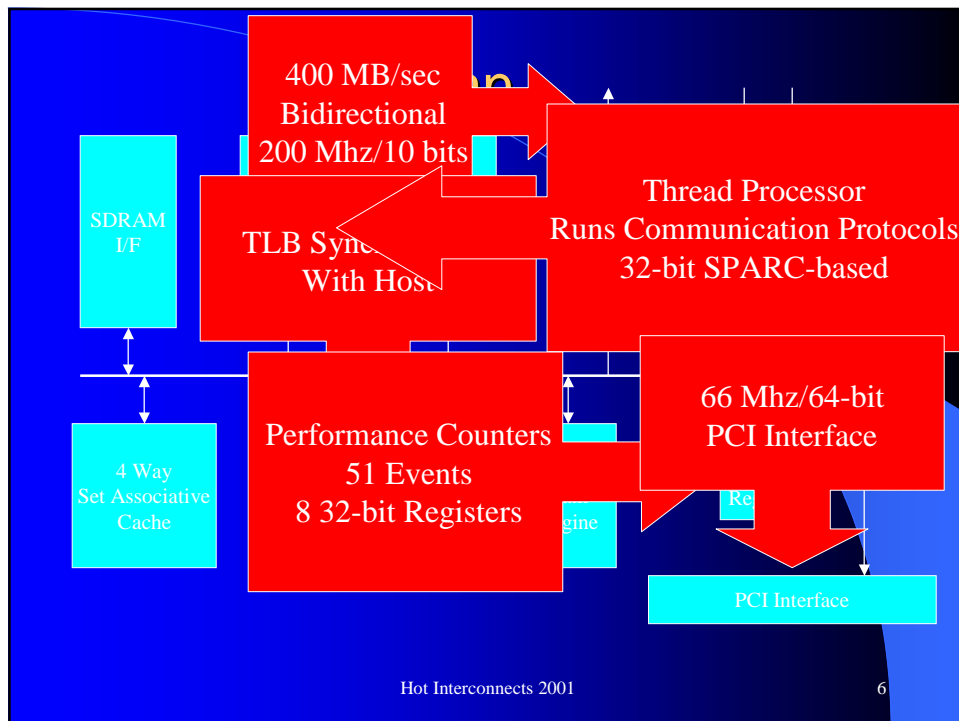 400 MB/sec
Bidirectional
200 Mhz/10 bits
SDRAM
I/F
With Host
TLB
Thread Processor
Runs Communication Protocols
32-bit SPARC-based
66 Mhz/64-bit
PCI Interface
Performance Counters
51 Events
8 32-bit Registers
4 Way
Set Associative
Cache
PCI Interface
Hot Interconnects 2001
6